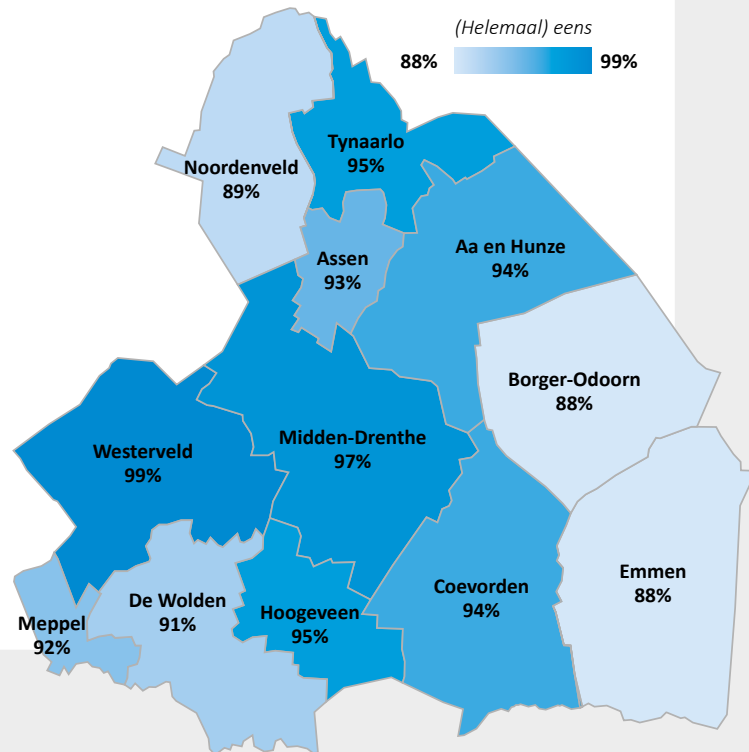 (Helemaal) eens
88% 99%
Tynaarlo
95%
Noordenveld
89%
Assen
93%
Aa en Hunze
94%
Borger-Odoorn
88%
Midden-Drenthe
97%
Westerveld
99%
Emmen
88%
Coevorden
94%
De Wolden
91%
Hoogeveen
95%
Meppel
92%